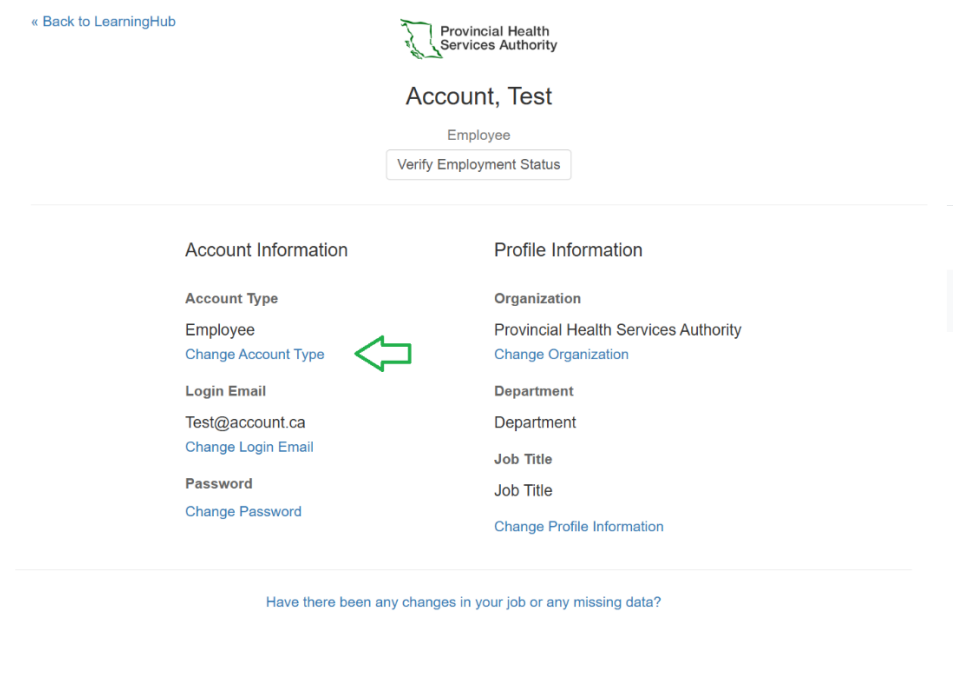 « Back to LearningHub
Provincial Health
Services Authority
Account, Test
Employee
Verify Employment Status
Account Information
Account Type
Employee
Change Account Type
Login Email
Test@account.ca
Change Login Email
Password
Change Password
Profile Information
Organization
Provincial Health Services Authority
Change Organization
Department
Department
Job Title
Job Title
Change Profile Information
Have there been any changes in your job or any missing data?